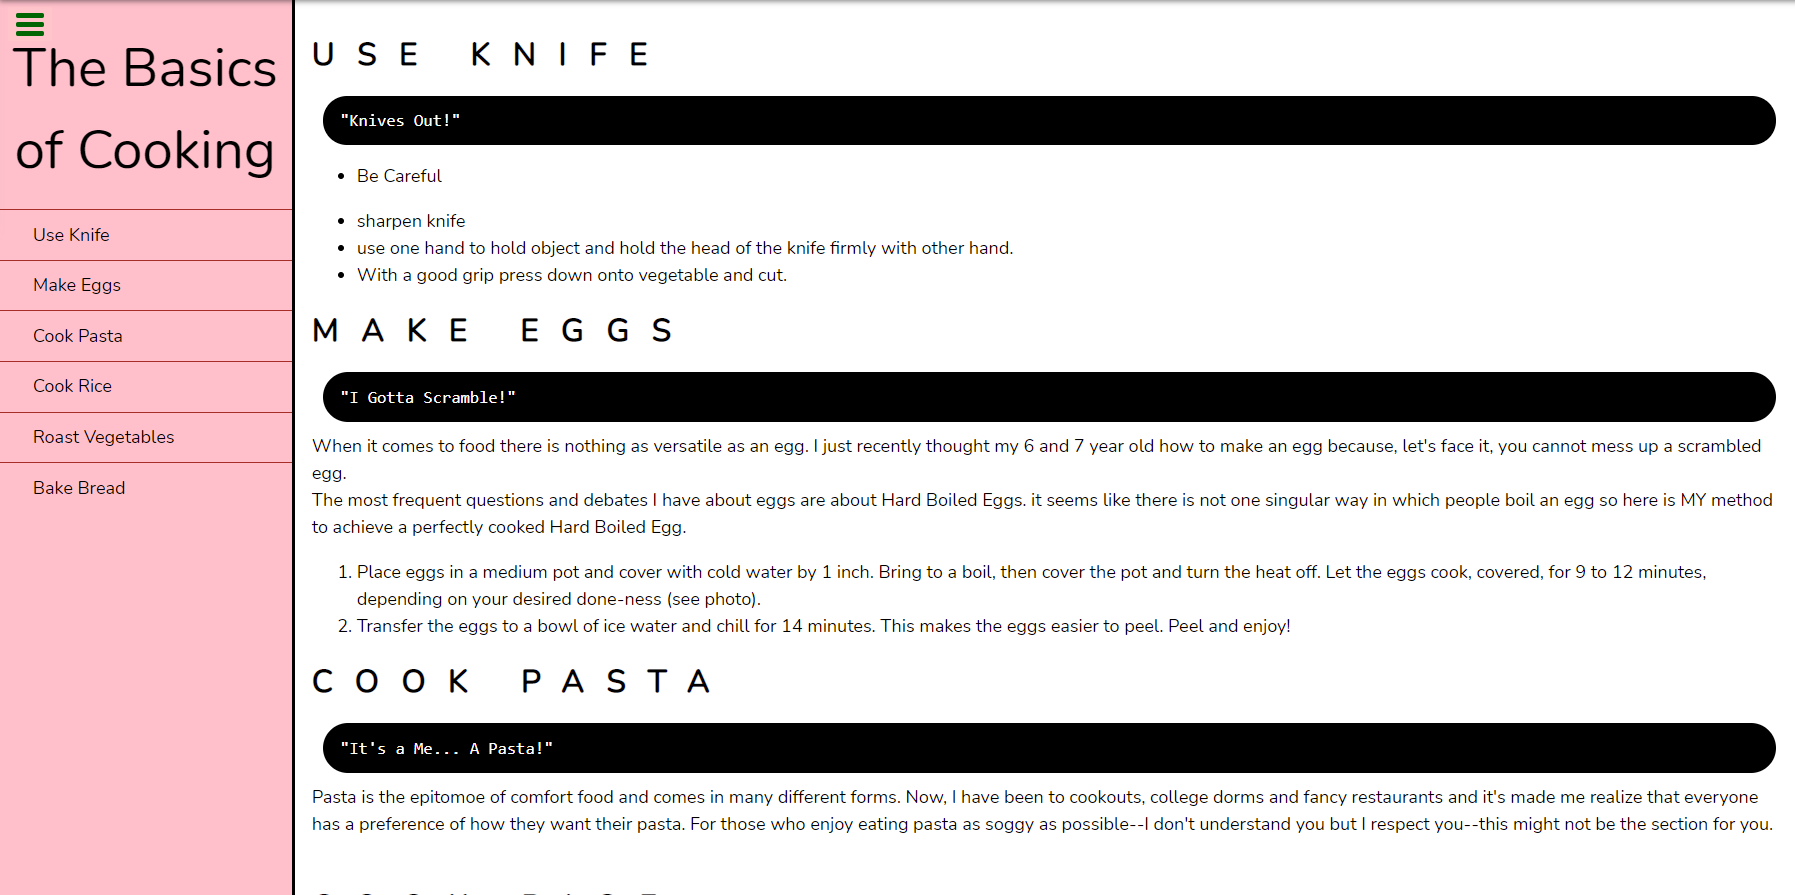 The Basics
of Cooking
Use Knife
Make Eggs
Cook Pasta
Cook Rice
Roast Vegetables
Bake Bread
USE KNIFE
"Knives Out!"
Be Careful
sharpen knife
use one hand to hold object and hold the head of the knife firmly with other hand.
With a good grip press down onto vegetable and cut.
MAKE EGGS
"I Gotta Scramble!"
When it comes to food there is nothing as versatile as an egg. I just recently thought my 6 and 7 year old how to make an egg because, let's face it, you cannot mess up a scrambled
egg.
The most frequent questions and debates I have about eggs are about Hard Boiled Eggs. it seems like there is not one singular way in which people boil an egg so here is MY method
to achieve a perfectly cooked Hard Boiled Egg.
1. Place eggs in a medium pot and cover with cold water by 1 inch. Bring to a boil, then cover the pot and turn the heat off. Let the eggs cook, covered, for 9 to 12 minutes,
depending on your desired done-ness (see photo).
2. Transfer the eggs to a bowl of ice water and chill for 14 minutes. This makes the eggs easier to peel. Peel and enjoy!
COOK PASTA
"It's a Me... A Pasta!"
Pasta is the epitomoe of comfort food and comes in many different forms. Now, I have been to cookouts, college dorms and fancy restaurants and it's made me realize that everyone
has a preference of how they want their pasta. For those who enjoy eating pasta as soggy as possible--I don't understand you but I respect you--this might not be the section for you.